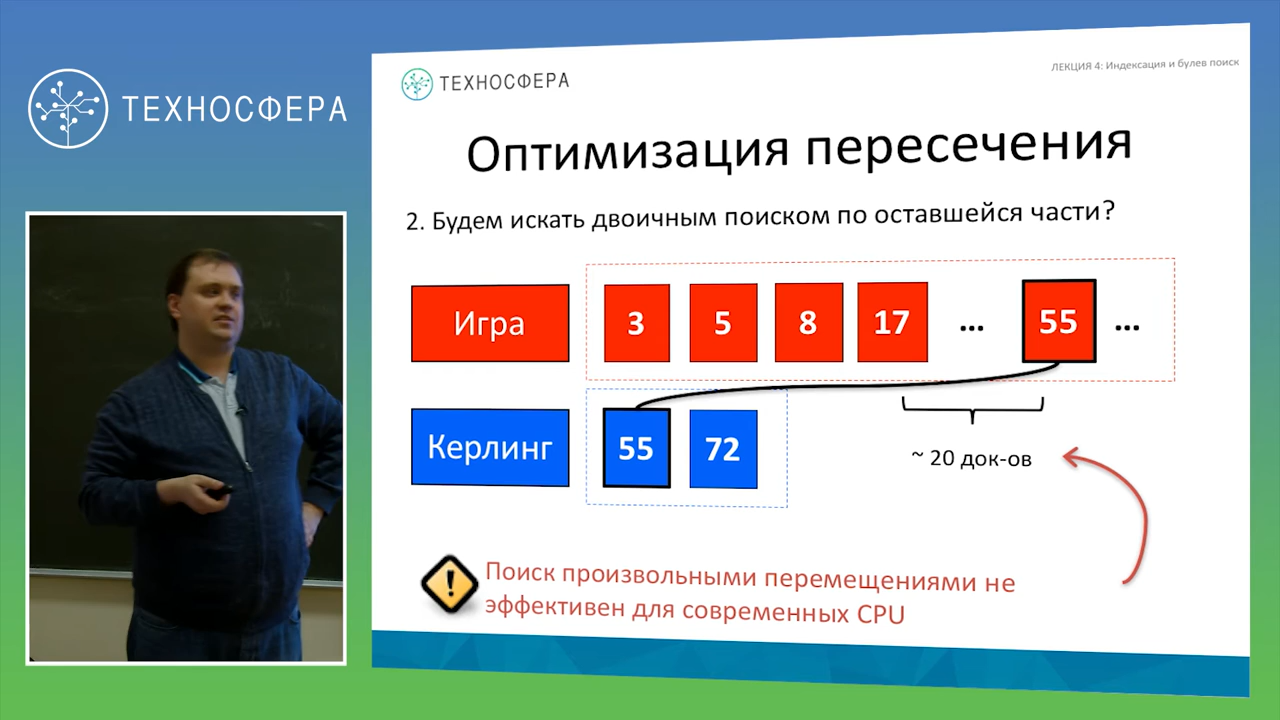 ТЕХНОСФЕРА
ТЕХНОСФЕРА
ЛЕКЦИЯ 4: Индексация и булев поиск
Оптимизация пересечения
2. Будем искать двоичным поиском по оставшейся части?
Игра 3 5 8 17 ... 55 ...
Керлинг 55 72
~ 20 док-ов
Поиск произвольными перемещениями не
эффективен для современных CPU